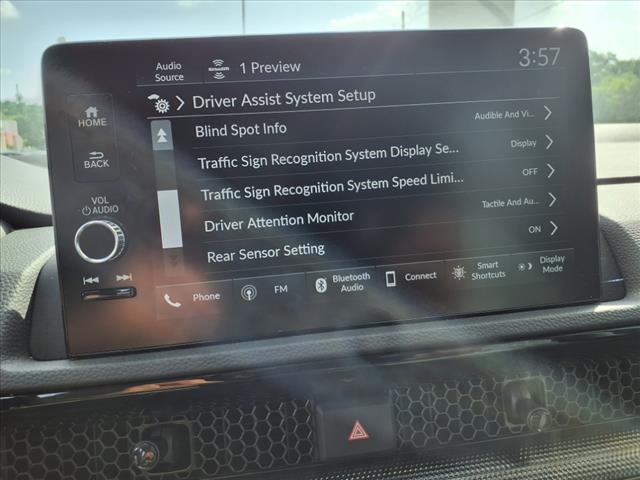 Audio
Source
SIRIUSXM
1 Preview
3:57
HOME
Driver Assist System Setup
Blind Spot Info
Audible And Vi...
BACK
Traffic Sign Recognition System Display Se...
Display
Traffic Sign Recognition System Speed Limi...
OFF
VOL
AUDIO
Driver Attention Monitor
Tactile And Au...
Rear Sensor Setting
ON
Phone
FM
Bluetooth
Audio
Connect
Smart
Shortcuts
Display
Mode